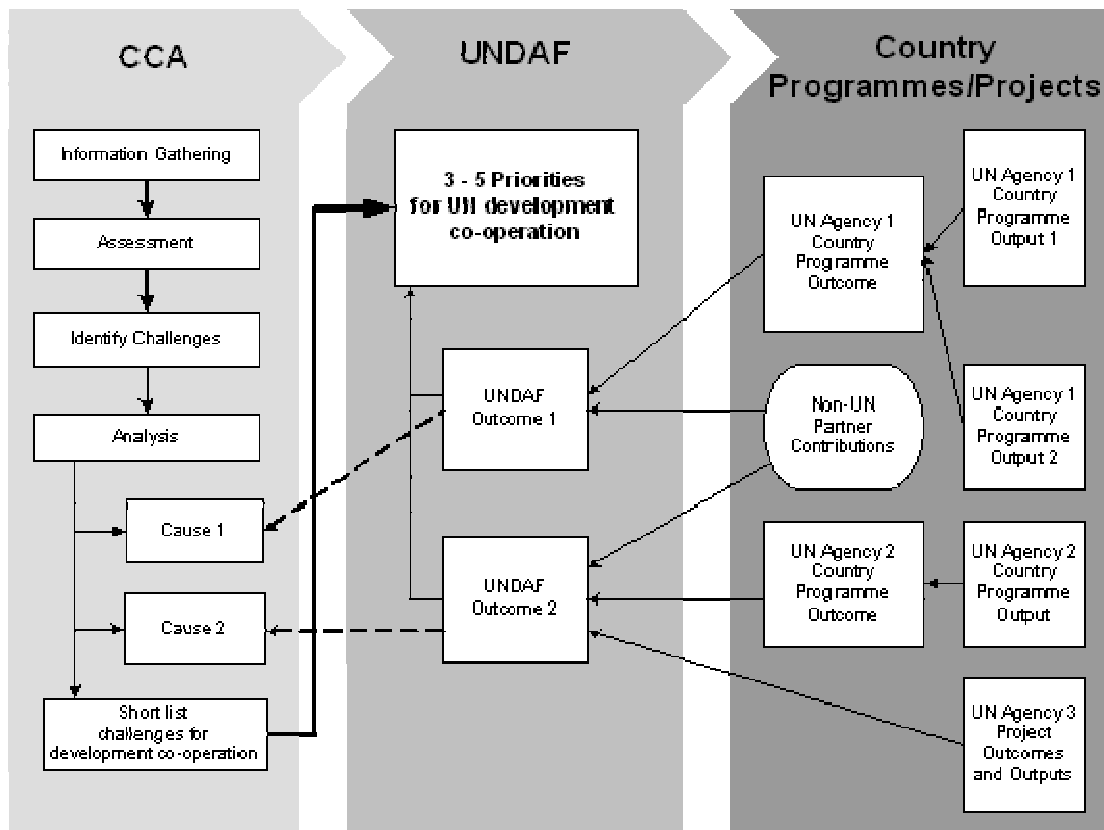 CCA
UNDAF
Country
Programmes/Projects
Information Gathering
Assessment
Identify Challenges
Analysis
Cause 1
Cause 2
Short list
challenges for
development co-operation
3 - 5 Priorities
for UN development
co-operation
UNDAF
Outcome 1
UNDAF
Outcome 2
UN Agency 1
Country
Programme
Outcome
Non-UN
Partner
Contributions
UN Agency 2
Country
Programme
Outcome
UN Agency 1
Country
Programme
Output 1
UN Agency 1
Country
Programme
Output 2
UN Agency 2
Country
Programme
Output
UN Agency 3
Project
Outcomes
and Outputs